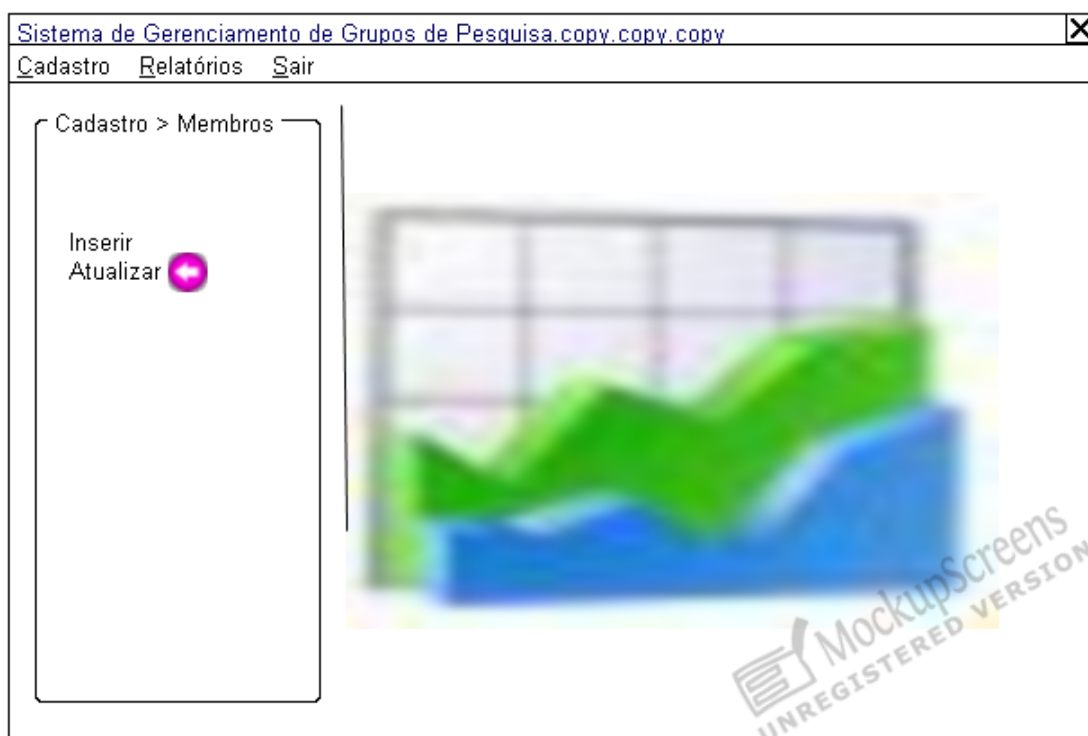 Sistema de Gerenciamento de Grupos de Pesquisa.copy.copy.copy
Cadastro Relatórios Sair
Cadastro > Membros
Inserir
Atualizar
MockupScreens
UNREGISTERED VERSION